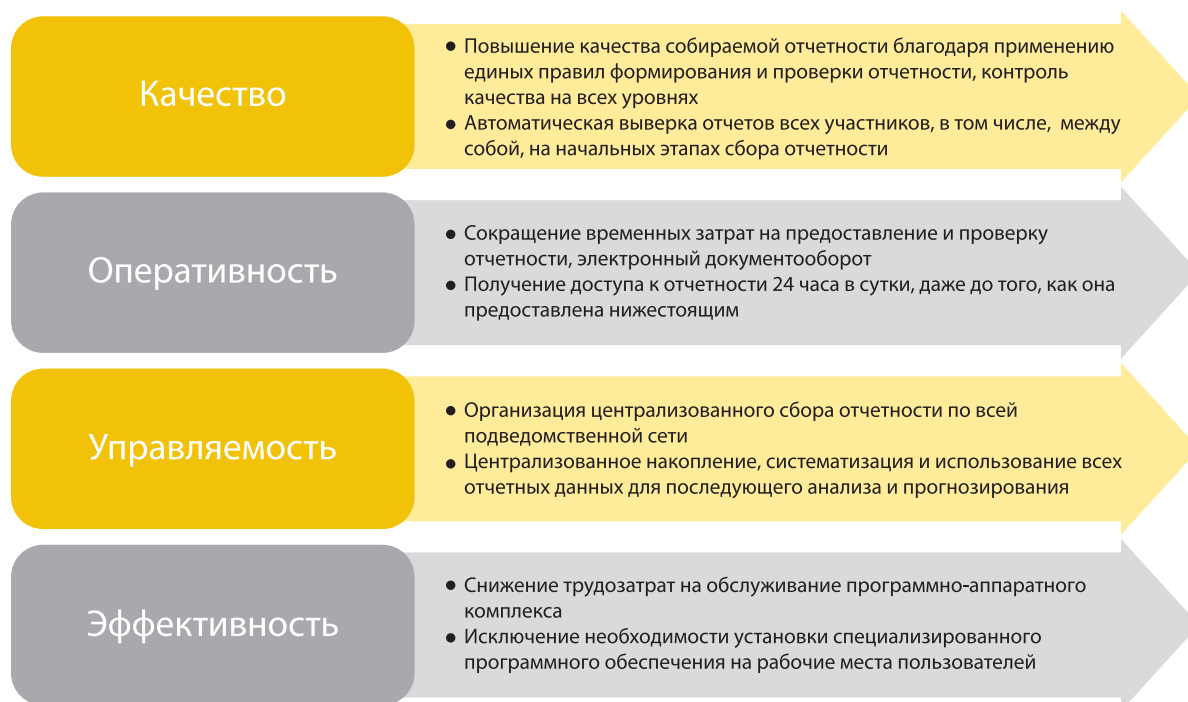 Качество
• Повышение качества собираемой отчетности благодаря применению
единых правил формирования и проверки отчетности, контроль
качества на всех уровнях
• Автоматическая выверка отчетов всех участников, в том числе,  между
собой, на начальных этапах сбора отчетности
Оперативность
• Сокращение временных затрат на предоставление и проверку
отчетности, электронный документооборот
• Получение доступа к отчетности 24 часа в сутки, даже до того, как она
предоставлена нижестоящим
Управляемость
• Организация централизованного сбора отчетности по всей
подведомственной сети
• Централизованное накопление, систематизация и использование всех
отчетных данных для последующего анализа и прогнозирования
Эффективность
• Снижение трудозатрат на обслуживание программно-аппаратного
комплекса
• Исключение необходимости установки специализированного
программного обеспечения на рабочие места пользователей